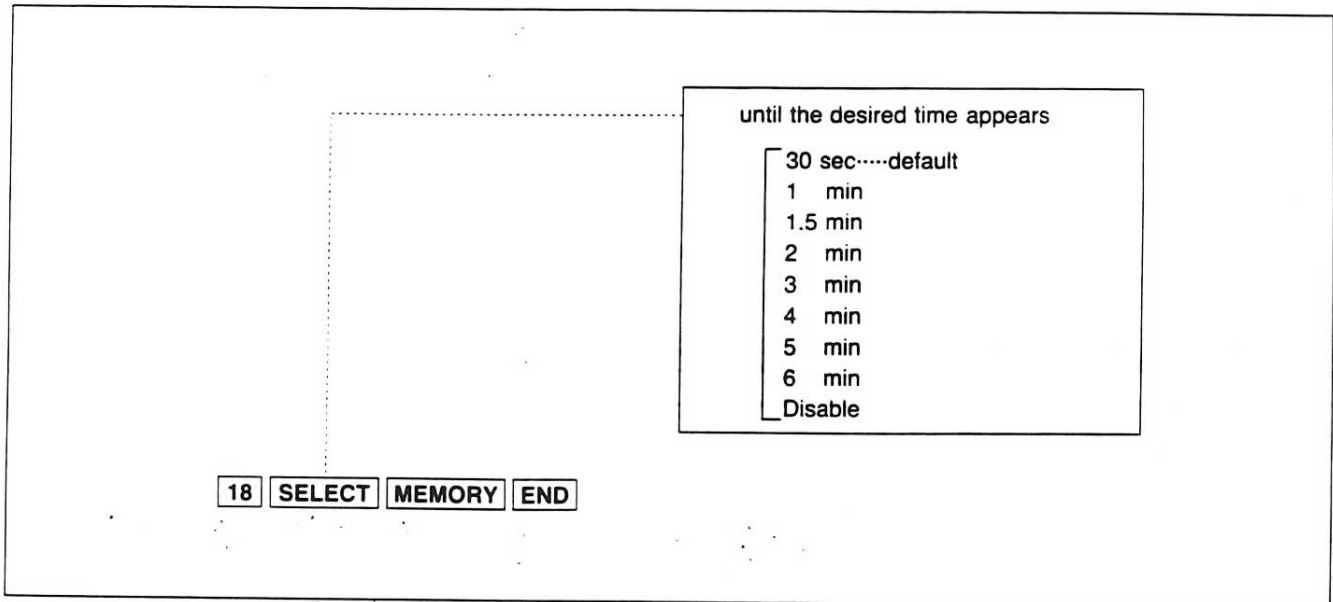 until the desired time appears
30 sec·····default
1 min
1.5 min
2 min
3 min
4 min
5 min
6 min
Disable
18 SELECT MEMORY END